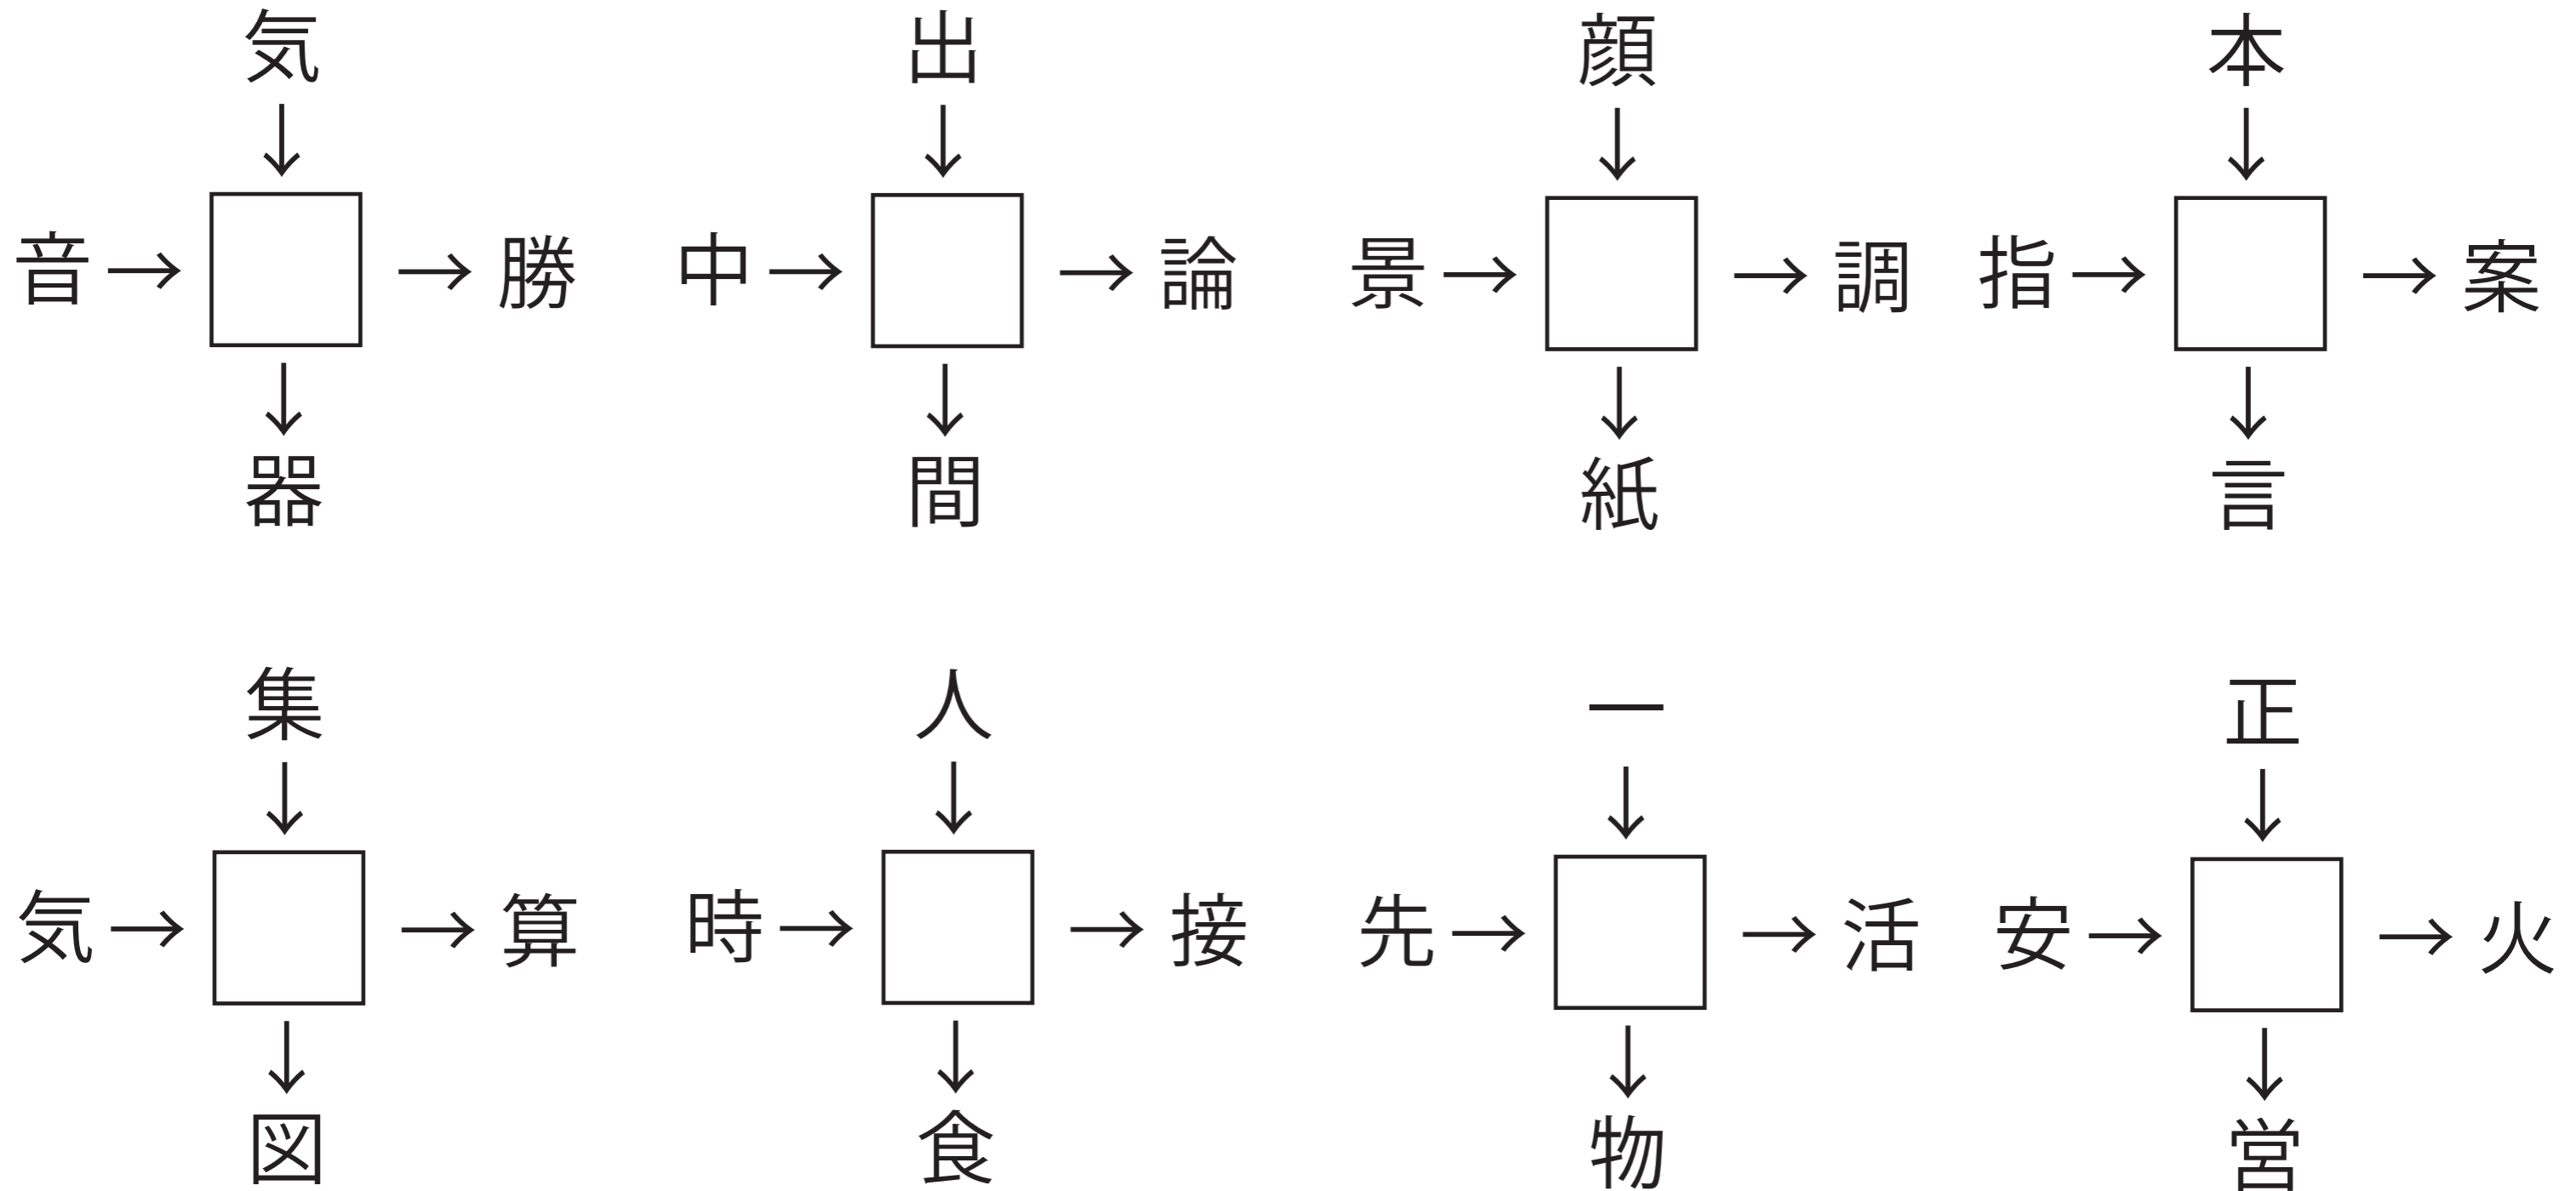 気
音→□→勝
器
出
中→□→論
間
顔
景→□→調
紙
本
指→□→案
言
集
気→□→算
図
人
時→□→接
食
一
先→□→活
物
正
安→□→火
営